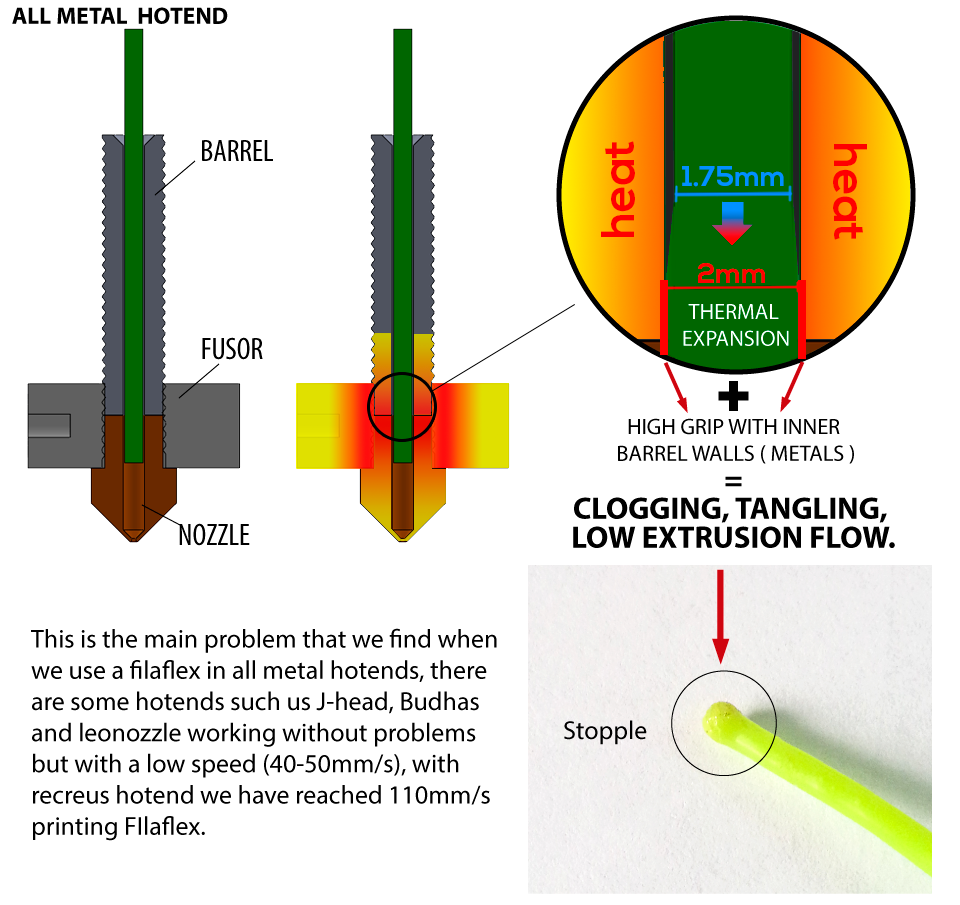 ALL METAL HOTEND
BARREL
FUSOR
NOZZLE
heat
heat
1.75mm
2mm
THERMAL
EXPANSION
+
HIGH GRIP WITH INNER
BARREL WALLS ( METALS )
=
CLOGGING, TANGLING,
LOW EXTRUSION FLOW.
This is the main problem that we find when
we use a filaflex in all metal hotends, there
are some hotends such us J-head, Budhas
and leonozzle working without problems
but with a low speed (40-50mm/s), with
recreus hotend we have reached 110mm/s
printing FIlaflex.
Stopple